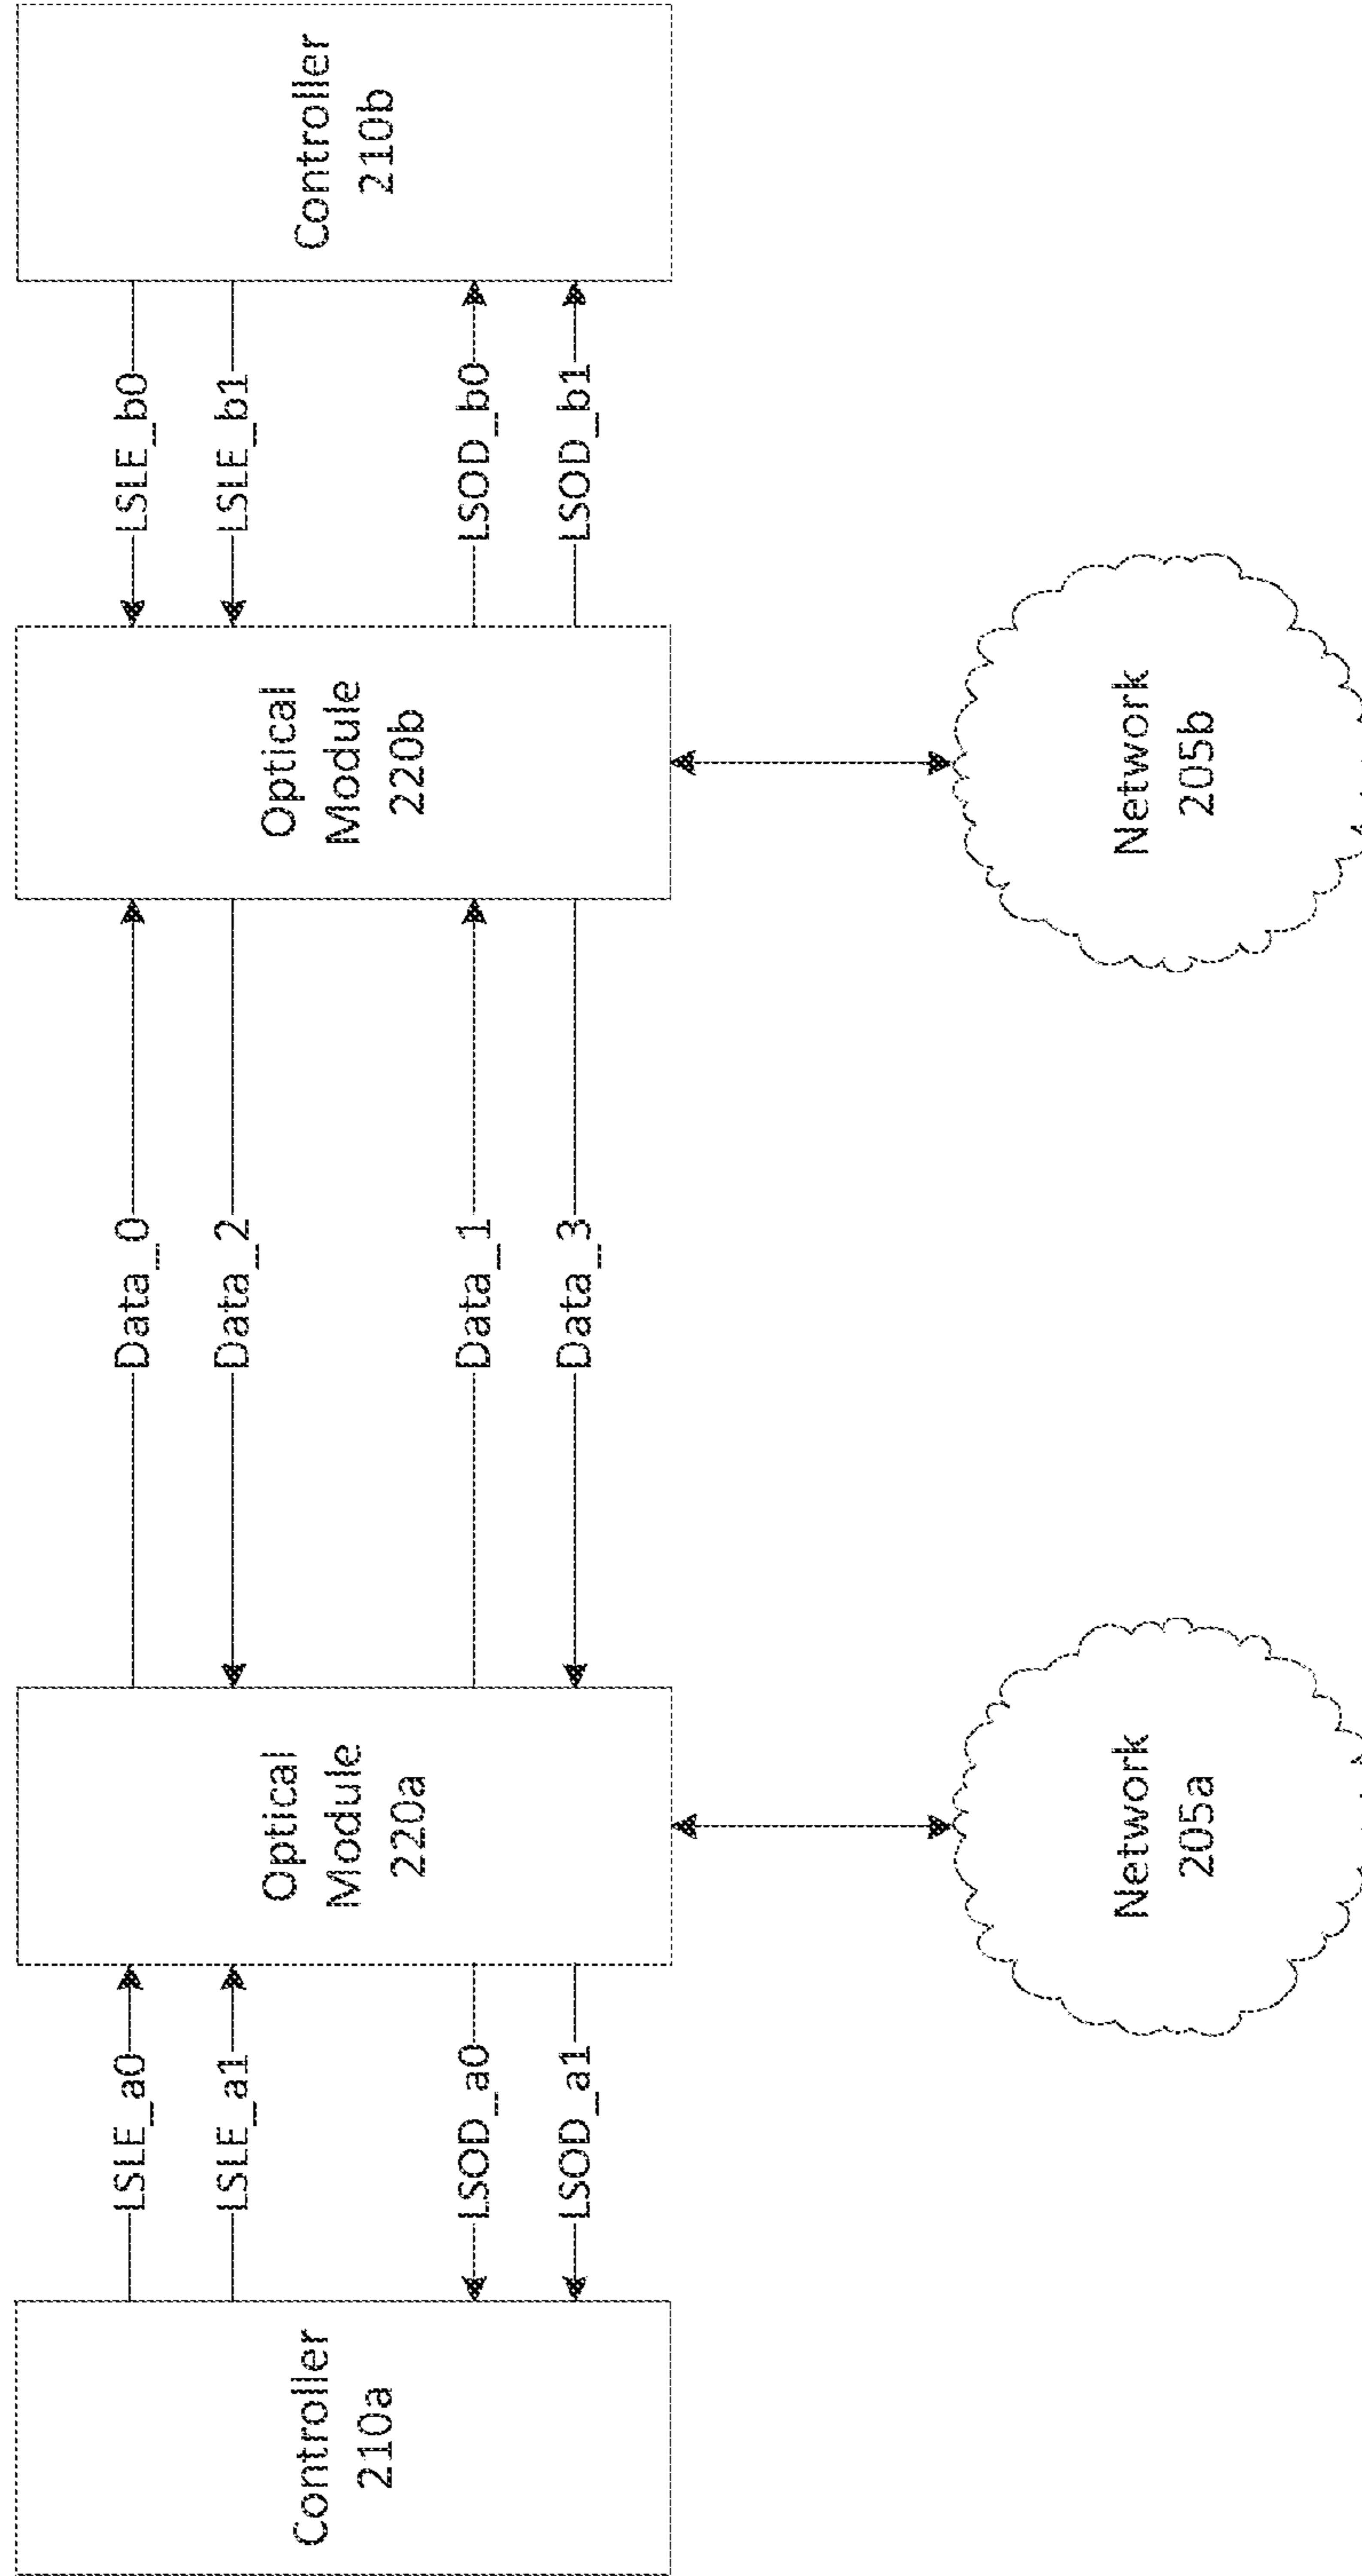 Controller
210a
LSLE_a0
LSLE_a1
LSOD_a0
LSOD_a1
Optical
Module
220a
Data_0
Data_2
Data_1
Data_3
Optical
Module
220b
LSLE_b0
LSLE_b1
LSOD_b0
LSOD_b1
Controller
210b
Network
205a
Network
205b